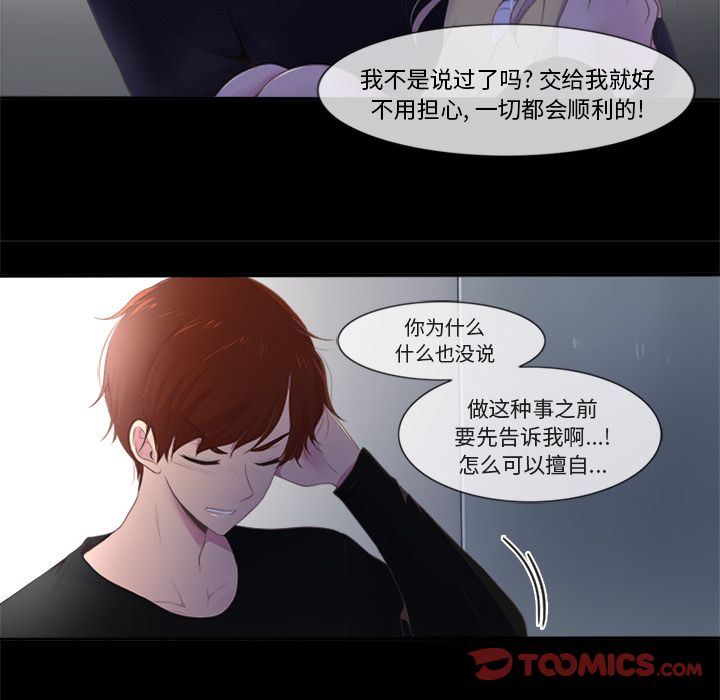 我不是说过了吗? 交给我就好
不用担心, 一切都会顺利的!
你为什么
什么也没说
做这种事之前
要先告诉我啊...!
怎么可以擅自...
TOOMICS.COM